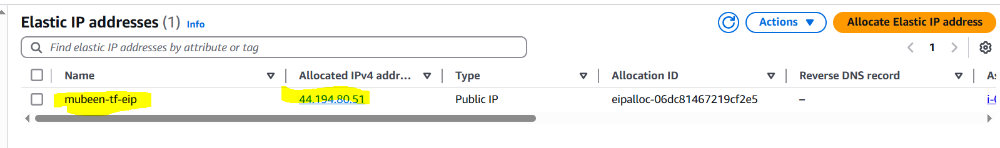 Elastic IP addresses (1) Info
Actions
Allocate Elastic IP address
Find elastic IP addresses by attribute or tag
1
Name Allocated IPv4 addr... Type Allocation ID Reverse DNS record
mubeen-tf-eip 44.194.80.51 Public IP eipalloc-06dc81467219cf2e5 –